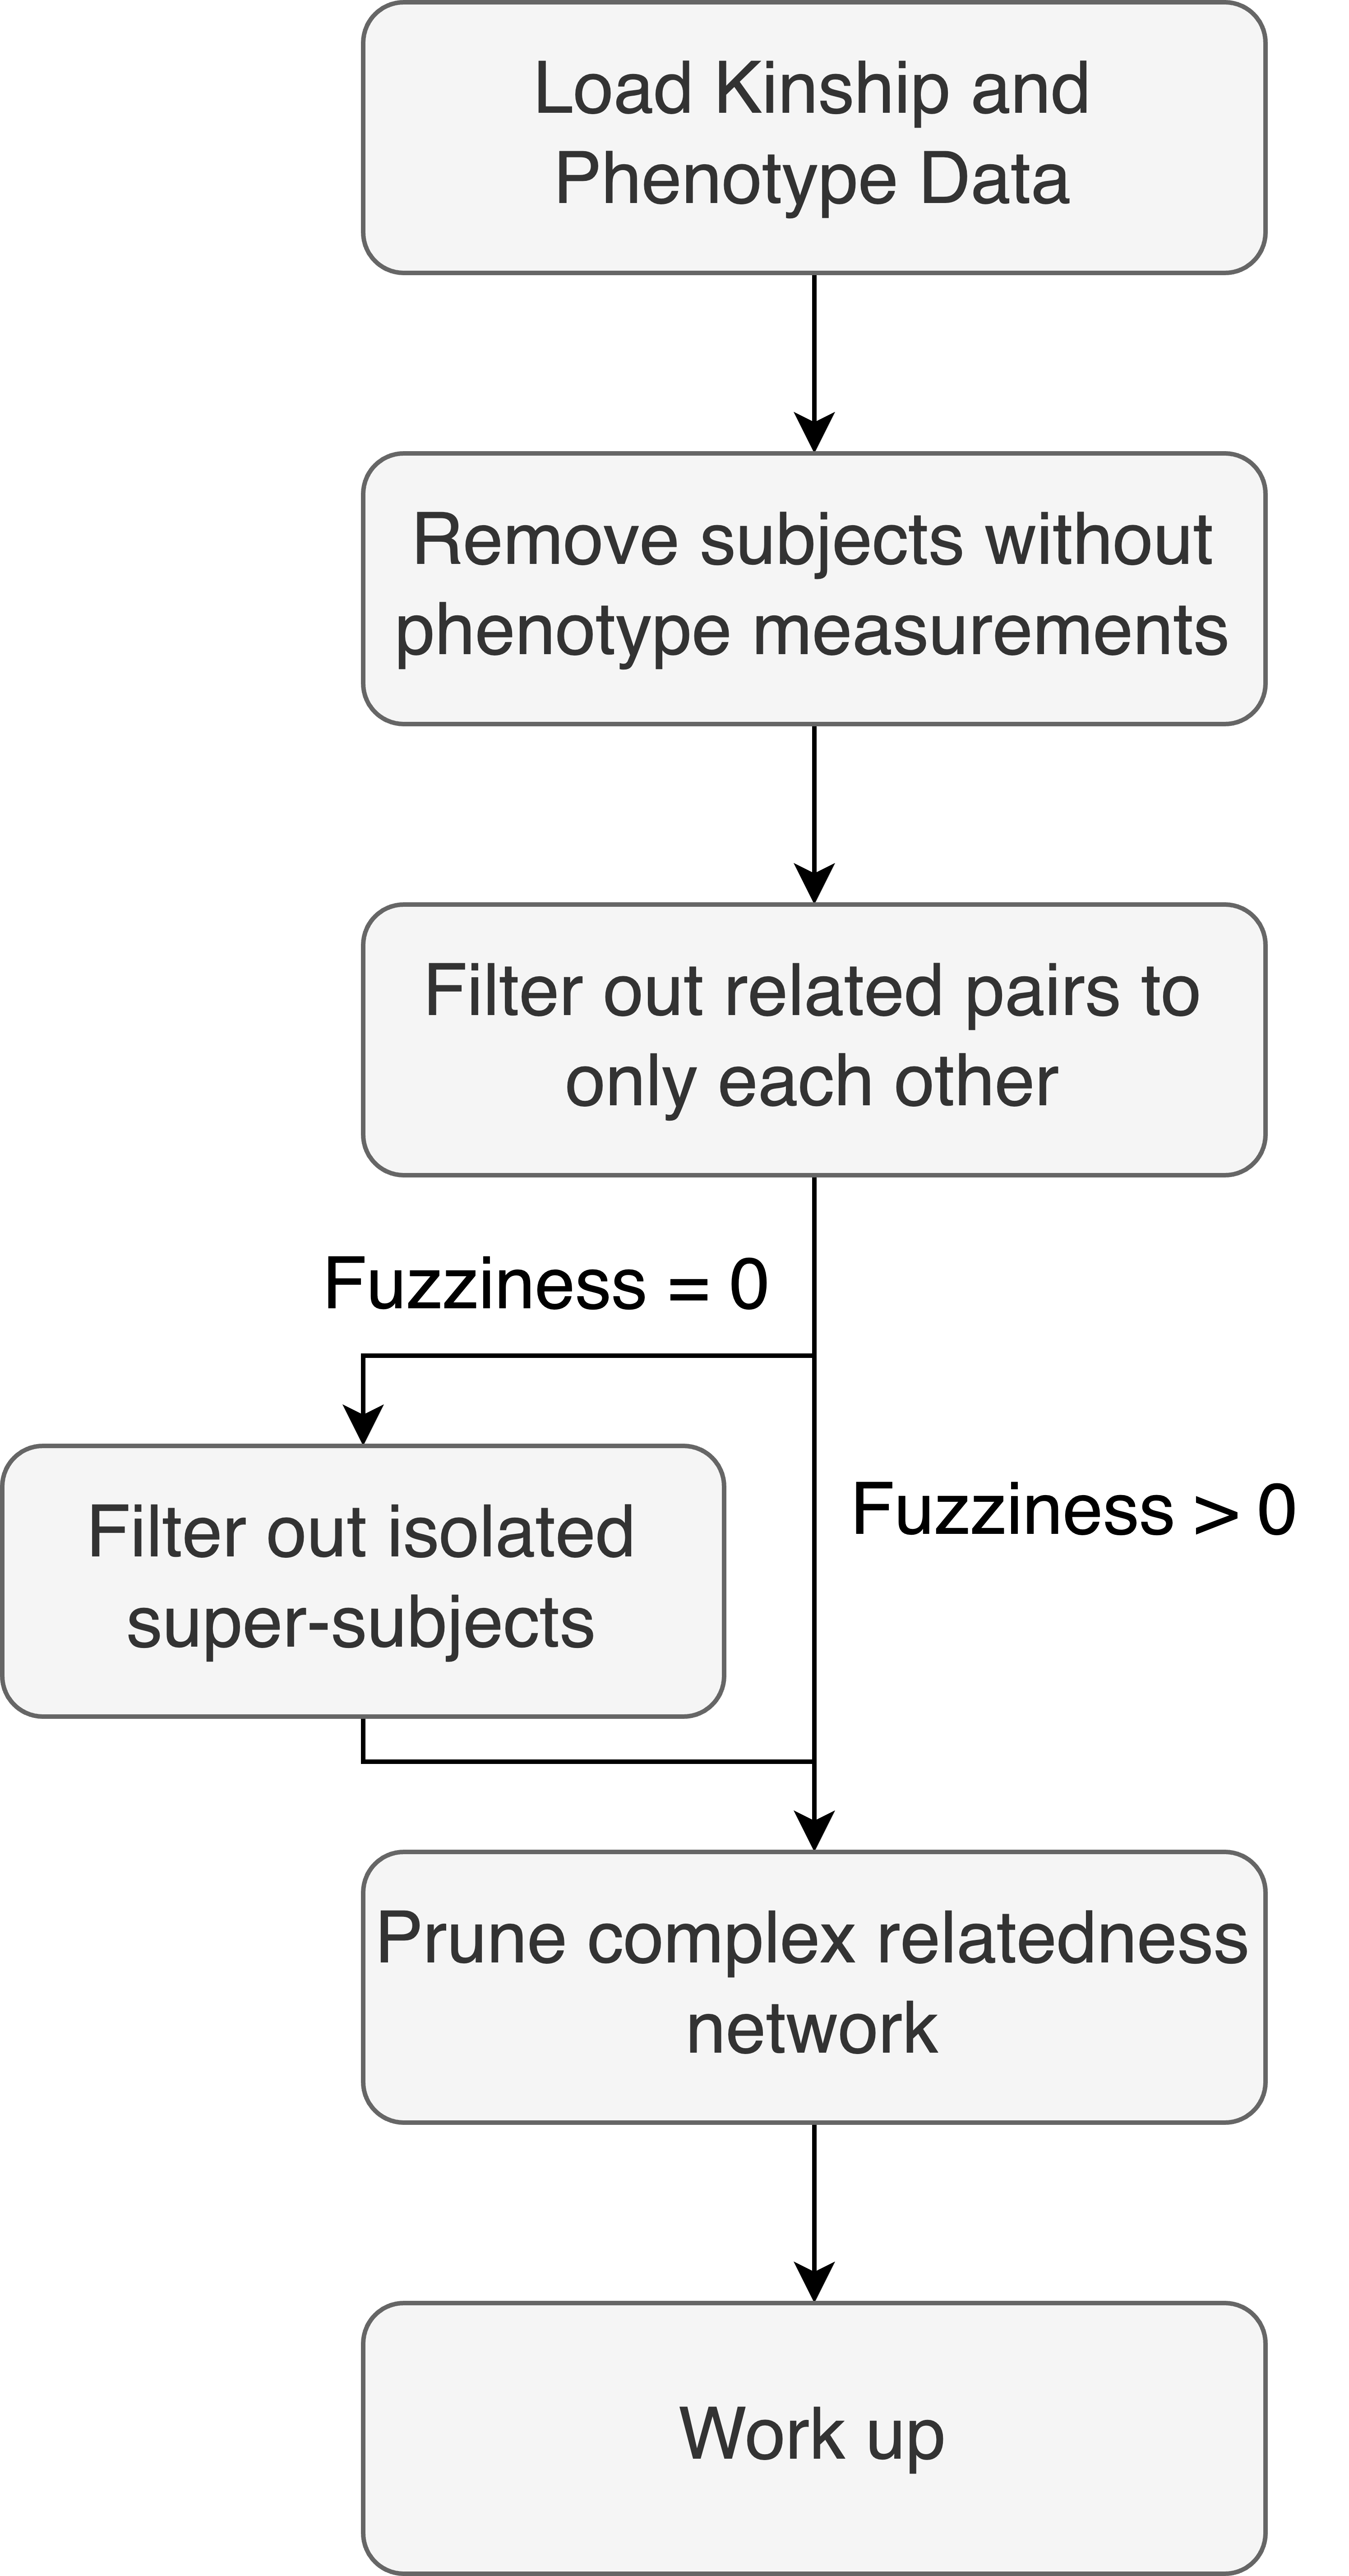 Load Kinship and
Phenotype Data
Remove subjects without
phenotype measurements
Filter out related pairs to
only each other
Fuzziness = 0
Fuzziness > 0
Filter out isolated
super-subjects
Prune complex relatedness
network
Work up